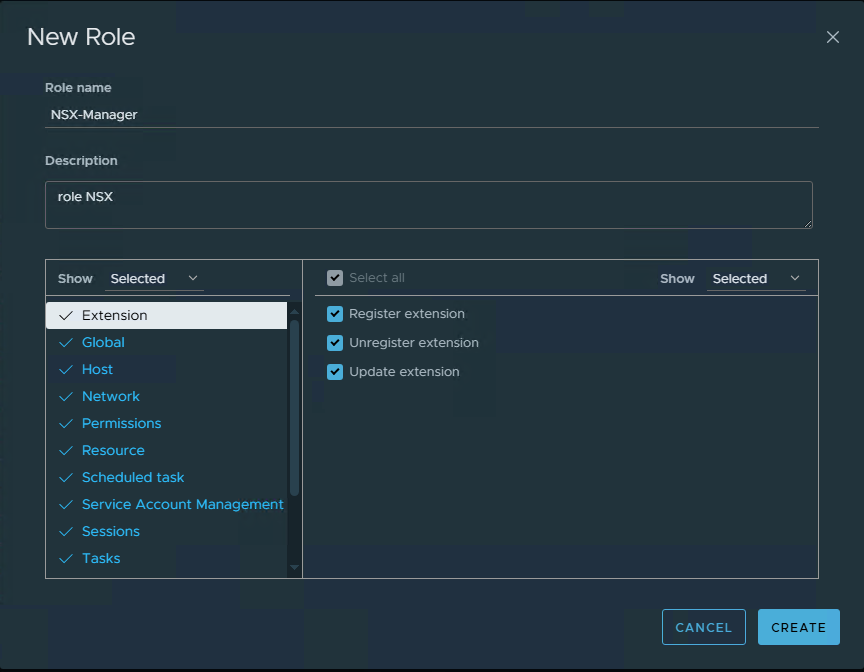 New Role
Role name
NSX-Manager
Description
role NSX
Show Selected
Select all
Show Selected
Extension
Register extension
Global
Unregister extension
Host
Update extension
Network
Permissions
Resource
Scheduled task
Service Account Management
Sessions
Tasks
CANCEL
CREATE